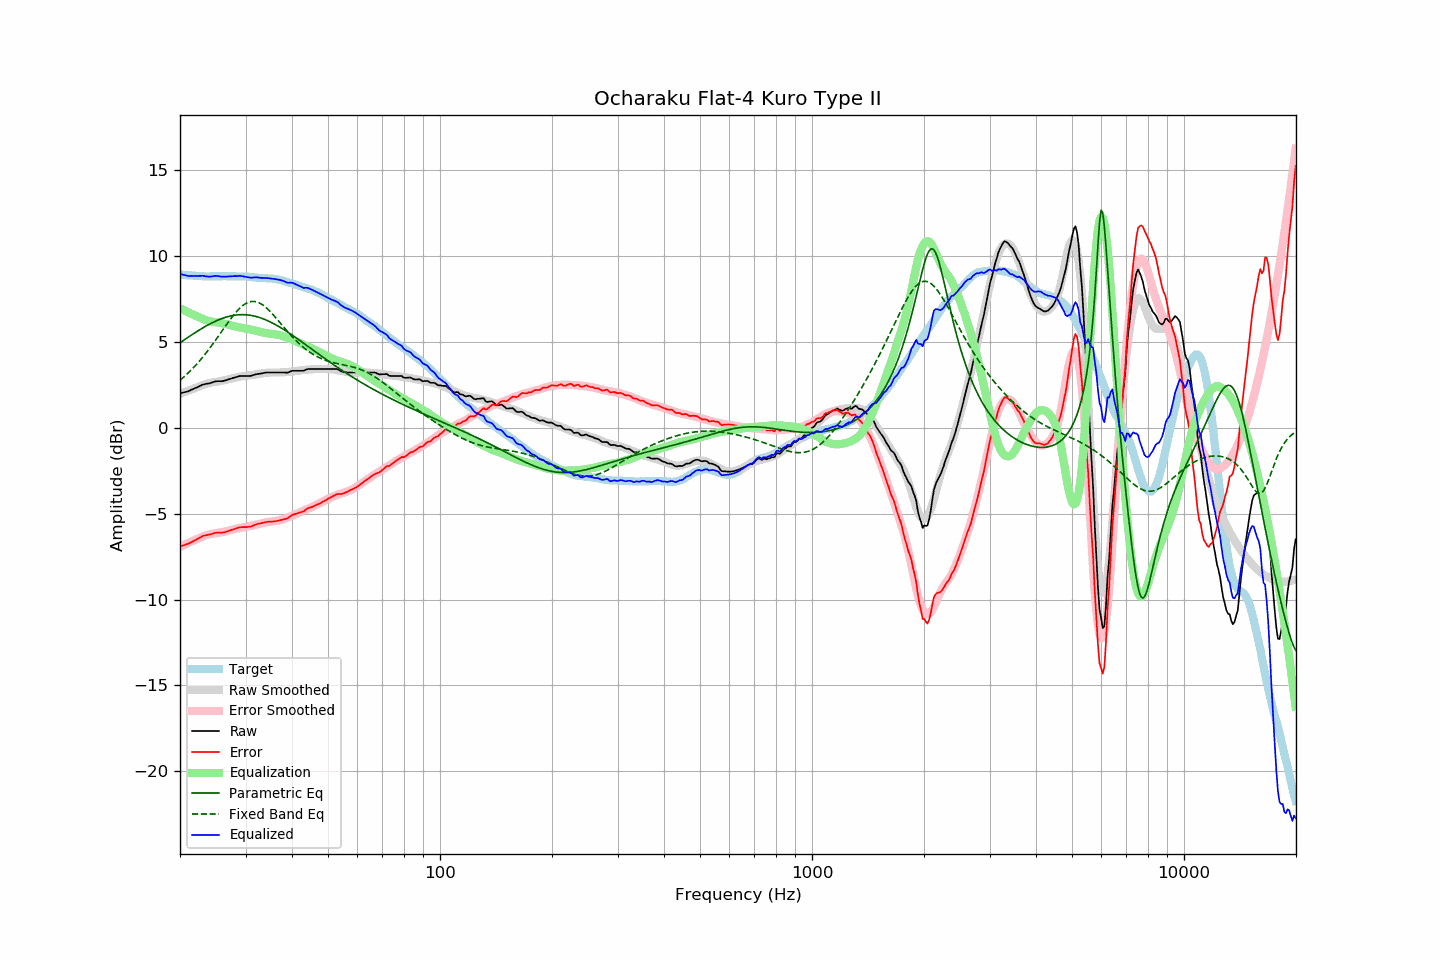 Ocharaku Flat-4 Kuro Type II
15
10
5
0
−5
−10
−15
−20
Amplitude (dBr)
Target
Raw Smoothed
Error Smoothed
Raw
Error
Equalization
Parametric Eq
Fixed Band Eq
Equalized
100
1000
10000
Frequency (Hz)